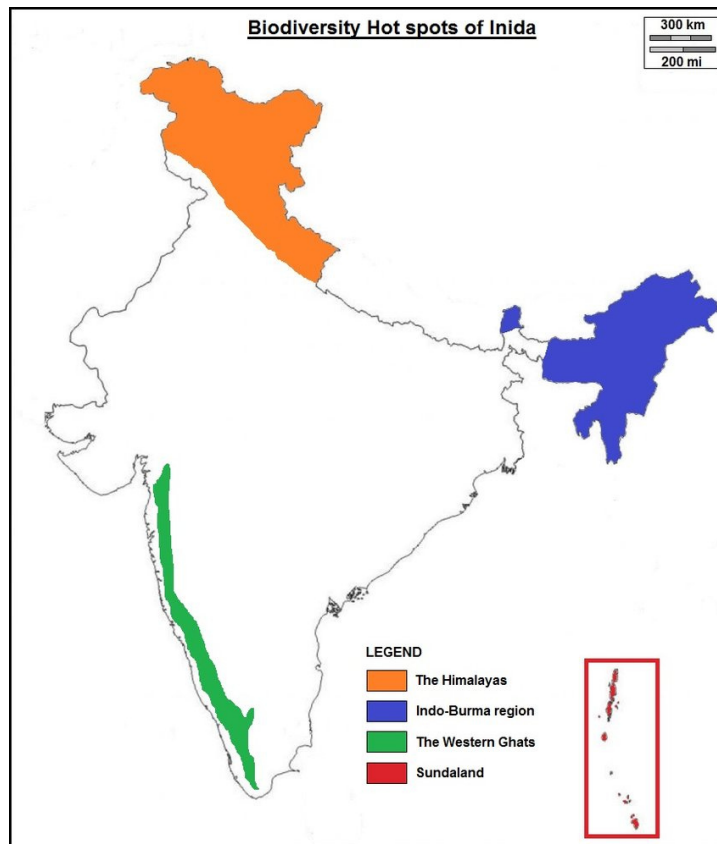 Biodiversity Hot spots of Inida
300 km
200 mi
LEGEND
The Himalayas
Indo-Burma region
The Western Ghats
Sundaland